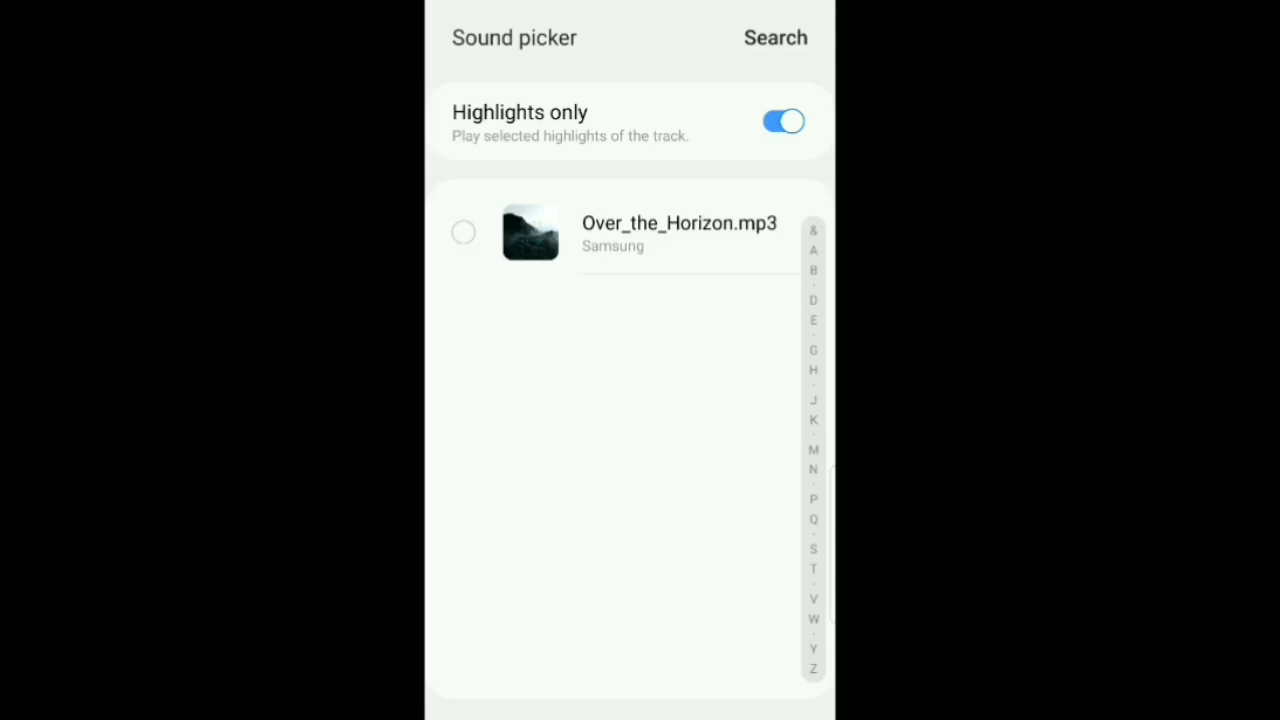 Sound picker
Search
Highlights only
Play selected highlights of the track.
Over_the_Horizon.mp3
Samsung
&
A
B
.
D
E
.
G
H
.
J
K
.
M
N
.
P
Q
.
S
T
.
V
W
.
Y
Z